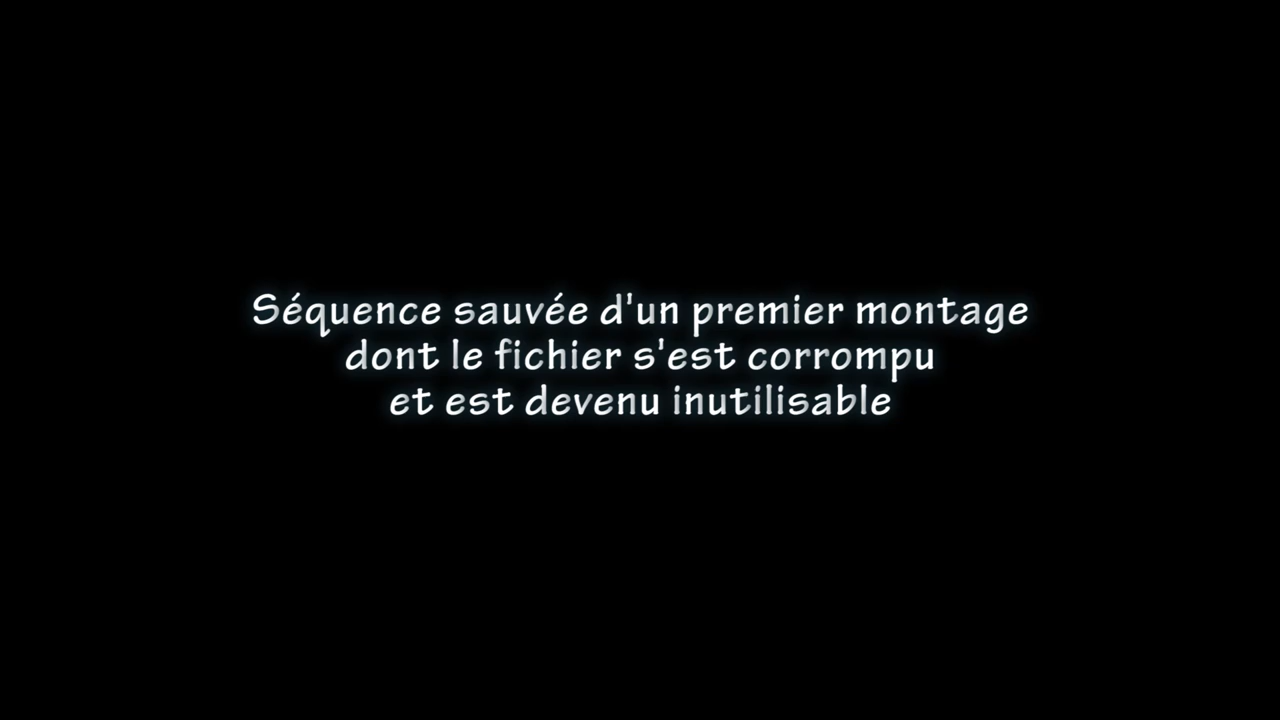 Séquence sauvée d'un premier montage
dont le fichier s'est corrompu
et est devenu inutilisable